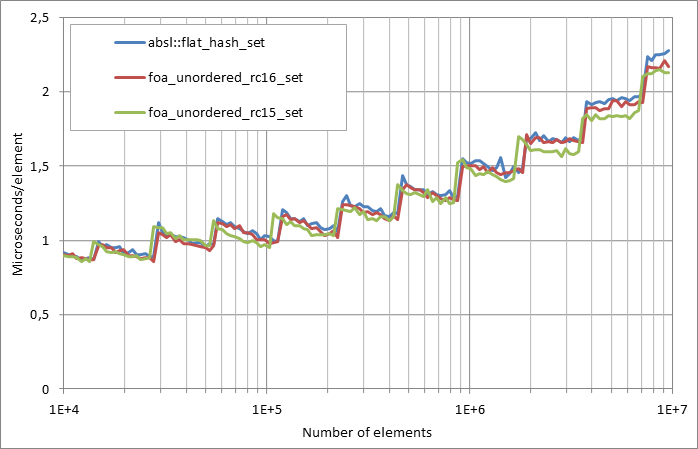 2,5
absl::flat_hash_set
foa_unordered_rc16_set
foa_unordered_rc15_set
2
1,5
1
0,5
0
Microseconds/element
1E+4 1E+5 1E+6 1E+7
Number of elements